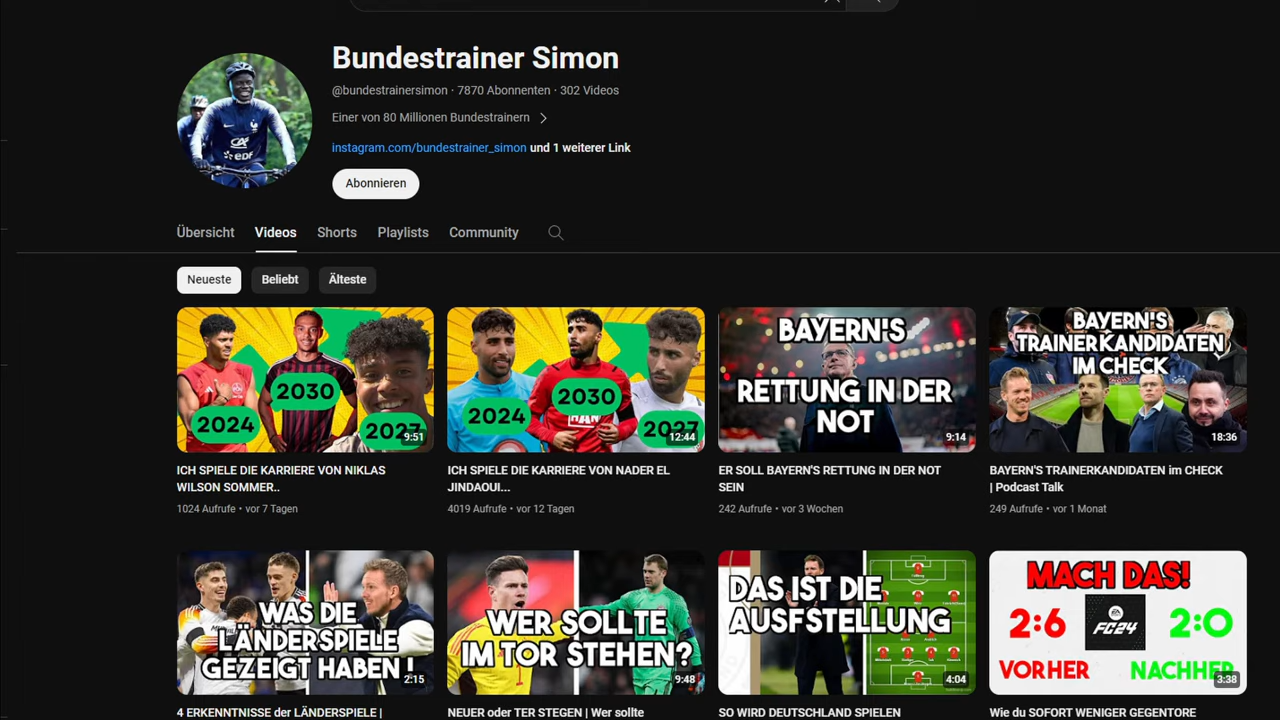 Bundestrainer Simon
@bundestrainersimon · 7870 Abonnenten · 302 Videos
Einer von 80 Millionen Bundestrainern
instagram.com/bundestrainer_simon und 1 weiterer Link
Abonnieren
Übersicht Videos Shorts Playlists Community
Neueste Beliebt Älteste
2024 2030 2027
9:51
2024 2030 2027
12:44
BAYERN'S
RETTUNG IN DER
NOT
9:14
BAYERN'S
TRAINERKANDIDATEN
IM CHECK
18:36
ICH SPIELE DIE KARRIERE VON NIKLAS
WILSON SOMMER..
1024 Aufrufe • vor 7 Tagen
ICH SPIELE DIE KARRIERE VON NADER EL
JINDAOUI...
4019 Aufrufe • vor 12 Tagen
ER SOLL BAYERN'S RETTUNG IN DER NOT
SEIN
242 Aufrufe • vor 3 Wochen
BAYERN'S TRAINERKANDIDATEN im CHECK
| Podcast Talk
249 Aufrufe • vor 1 Monat
WAS DIE
LÄNDERSPIELE
GEZEIGT HABEN!
2:15
WER SOLLTE
IM TOR STEHEN?
9:48
DAS IST DIE
AUFSTELLUNG
4:04
MACH DAS!
2:6 FC24 2:0
VORHER NACHHER
3:38
4 ERKENNTNISSE der LÄNDERSPIELE |
NEUER oder TER STEGEN | Wer sollte
SO WIRD DEUTSCHLAND SPIELEN
Wie du SOFORT WENIGER GEGENTORE